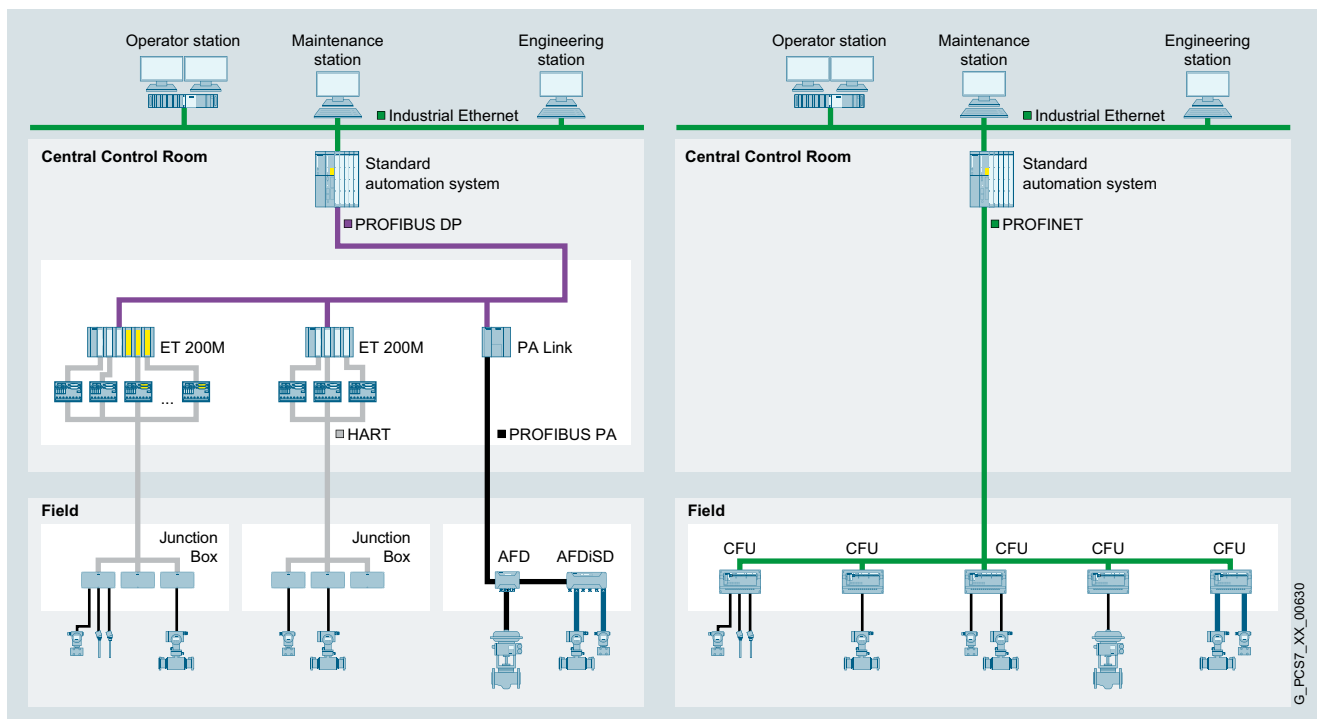 Operator station
Maintenance
station
Engineering
station
Industrial Ethernet
Central Control Room
Standard
automation system
PROFIBUS DP
ET 200M
ET 200M
PA Link
...
HART
PROFIBUS PA
Field
Junction
Box
Junction
Box
AFD
AFDiSD
Operator station
Maintenance
station
Engineering
station
Industrial Ethernet
Central Control Room
Standard
automation system
PROFINET
Field
CFU
CFU
CFU
CFU
CFU
G_PCS7_XX_00630